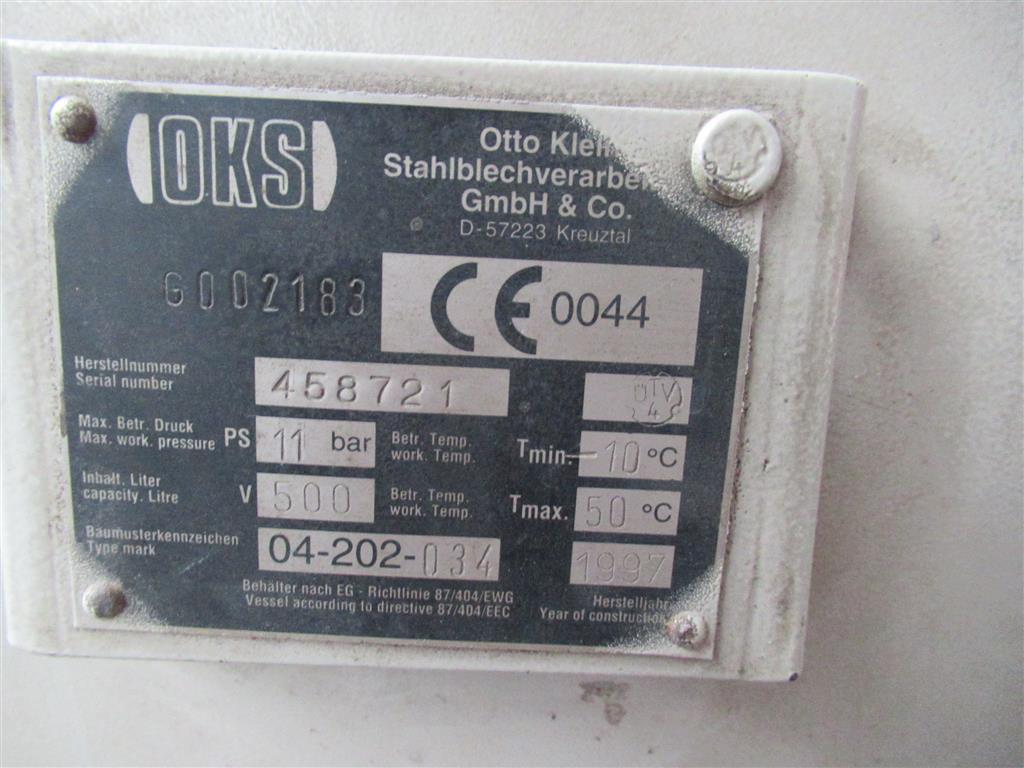 OKS
Otto Klein
Stahlblechverarbei
GmbH & Co.
D-57223 Kreuztal
G002183
CE 0044
Herstellnummer
Serial number
458721
TÜV
4
Max. Betr. Druck
Max. work. pressure
PS 11 bar
Betr. Temp.
work. Temp.
Tmin. -10 °C
Inhalt. Liter
capacity. Litre
V 500
Betr. Temp.
work. Temp.
Tmax. 50 °C
Baumusterkennzeichen
Type mark
04-202-034
1997
Behälter nach EG - Richtlinie 87/404/EWG
Vessel according to directive 87/404/EEC
Herstelljahr
Year of construction